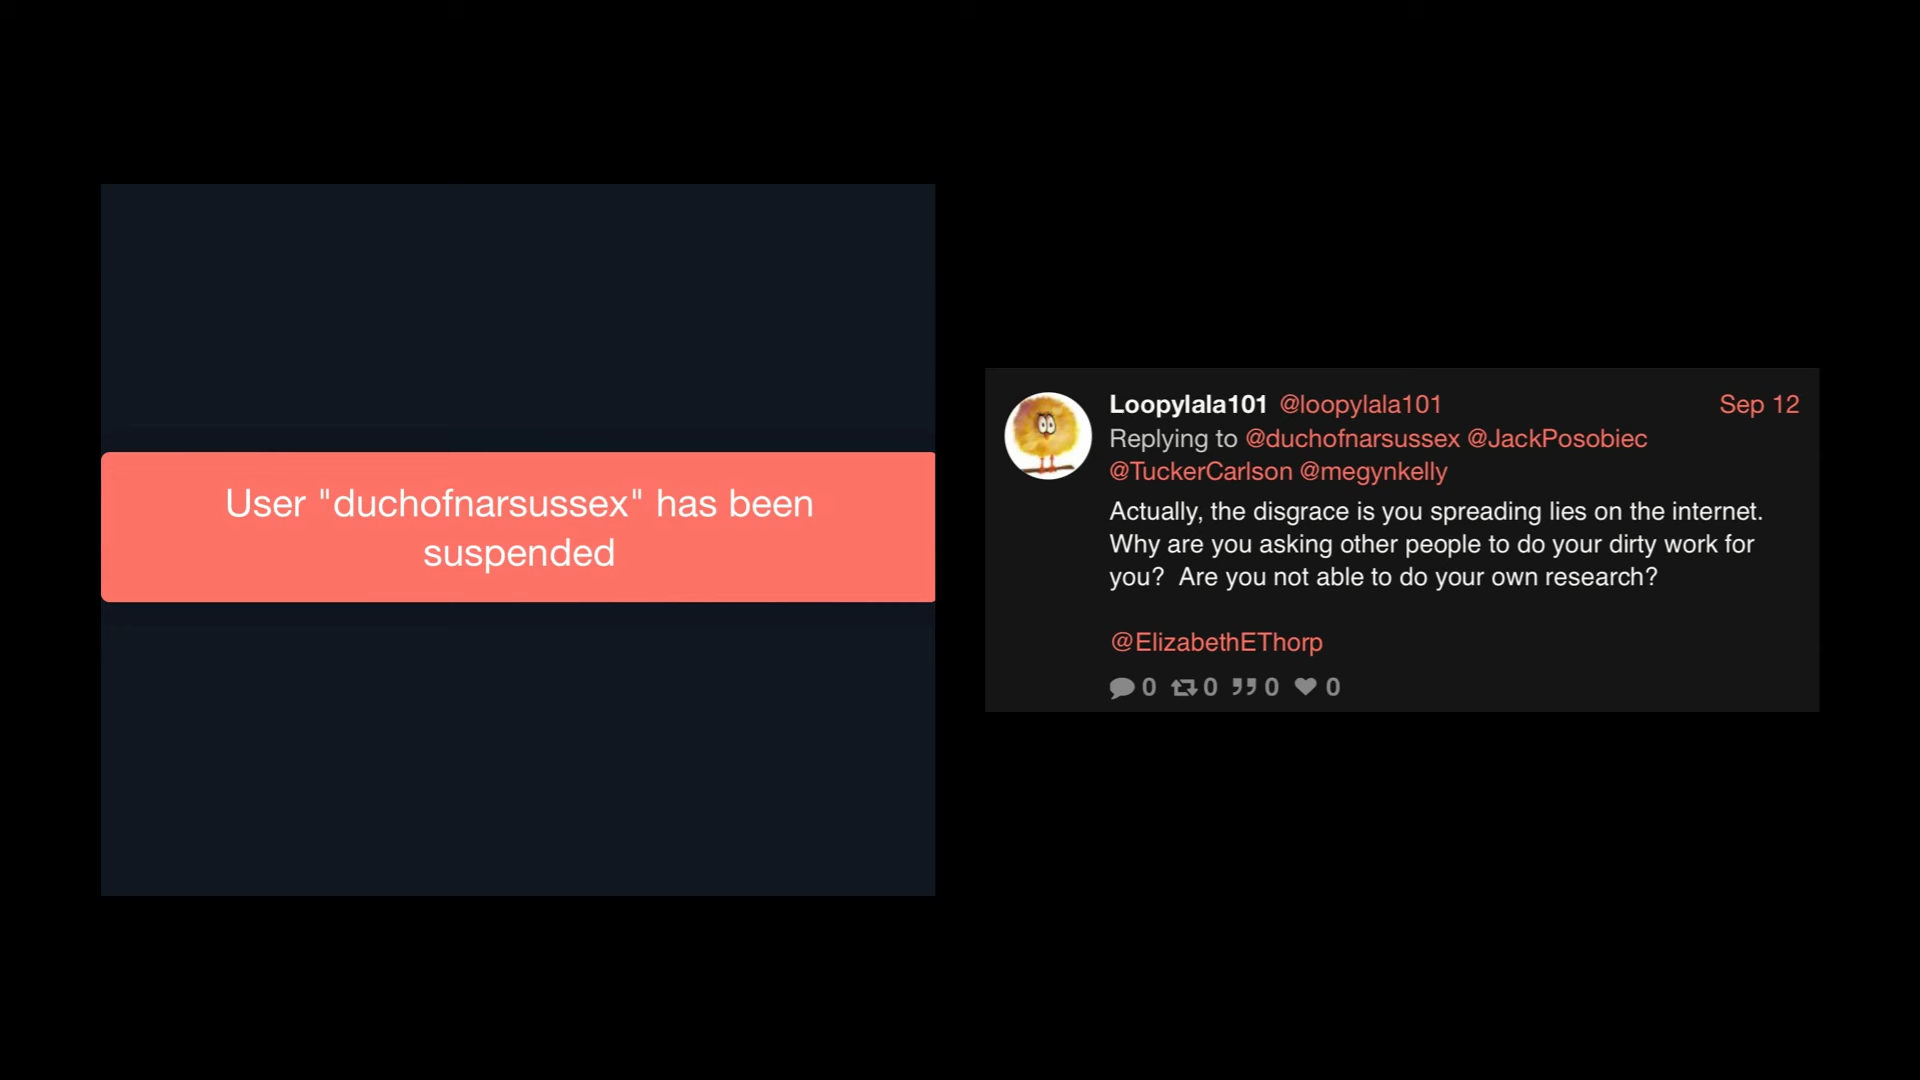 User "duchofnarsussex" has been
suspended
Loopylala101 @loopylala101 Sep 12
Replying to @duchofnarsussex @JackPosobiec
@TuckerCarlson @megynkelly
Actually, the disgrace is you spreading lies on the internet.
Why are you asking other people to do your dirty work for
you?  Are you not able to do your own research?
@ElizabethEThorp
0 0 0 0